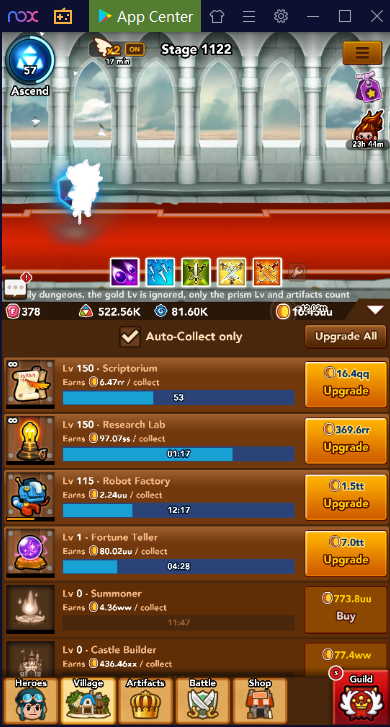 nox App Center
57
Ascend
x2 ON
17 min
Stage 1122
23h 44m
ly dungeons, the gold Lv is ignored, only the prism Lv and artifacts count
378 522.56K 81.60K
Auto-Collect only
Upgrade All
Lv 150 - Scriptorium
Earns 6.47rr / collect
53
16.4qq
Upgrade
Lv 150 - Research Lab
Earns 97.07ss / collect
01:17
369.6rr
Upgrade
Lv 115 - Robot Factory
Earns 2.24uu / collect
12:17
1.5tt
Upgrade
Lv 1 - Fortune Teller
Earns 80.02uu / collect
04:28
7.0tt
Upgrade
Lv 0 - Summoner
Earns 4.36ww / collect
11:47
773.8uu
Buy
Lv 0 - Castle Builder
Earns 436.46xx / collect
77.4ww
Heroes
Village
Artifacts
Battle
Shop
5
Guild